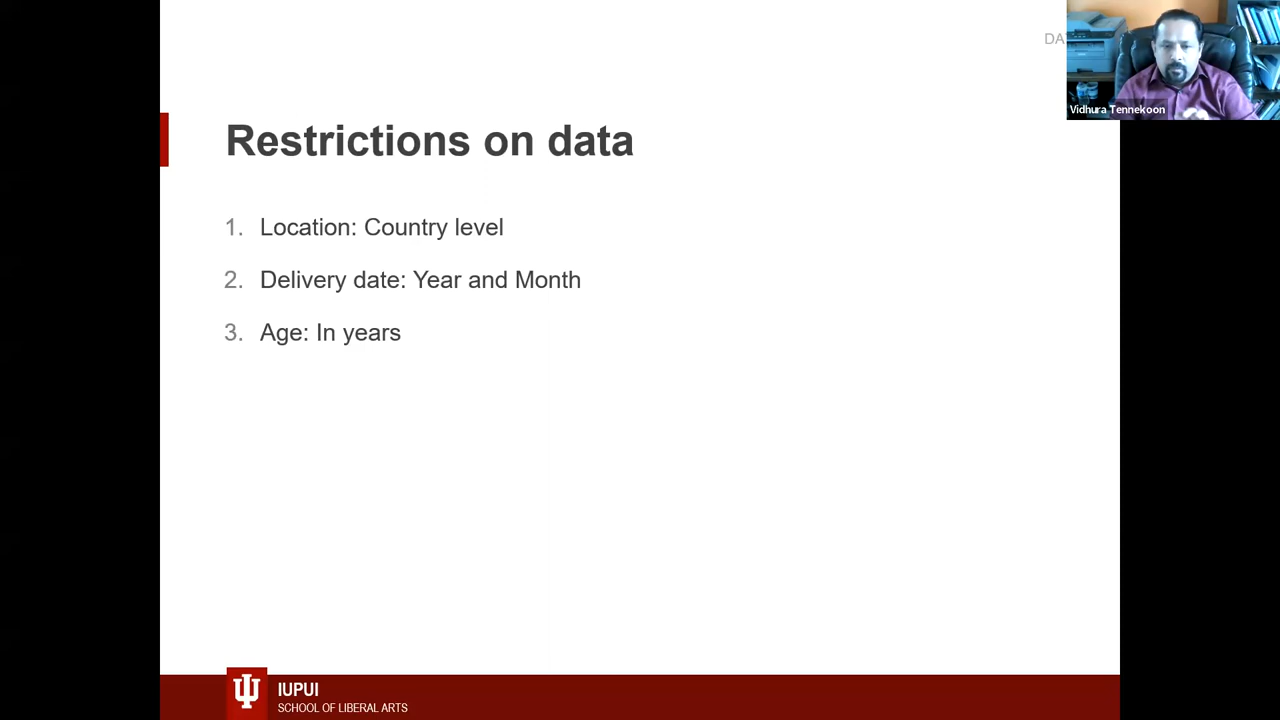 DA
Vidhura Tennekoon
Restrictions on data
1. Location: Country level
2. Delivery date: Year and Month
3. Age: In years
IUPUI
SCHOOL OF LIBERAL ARTS